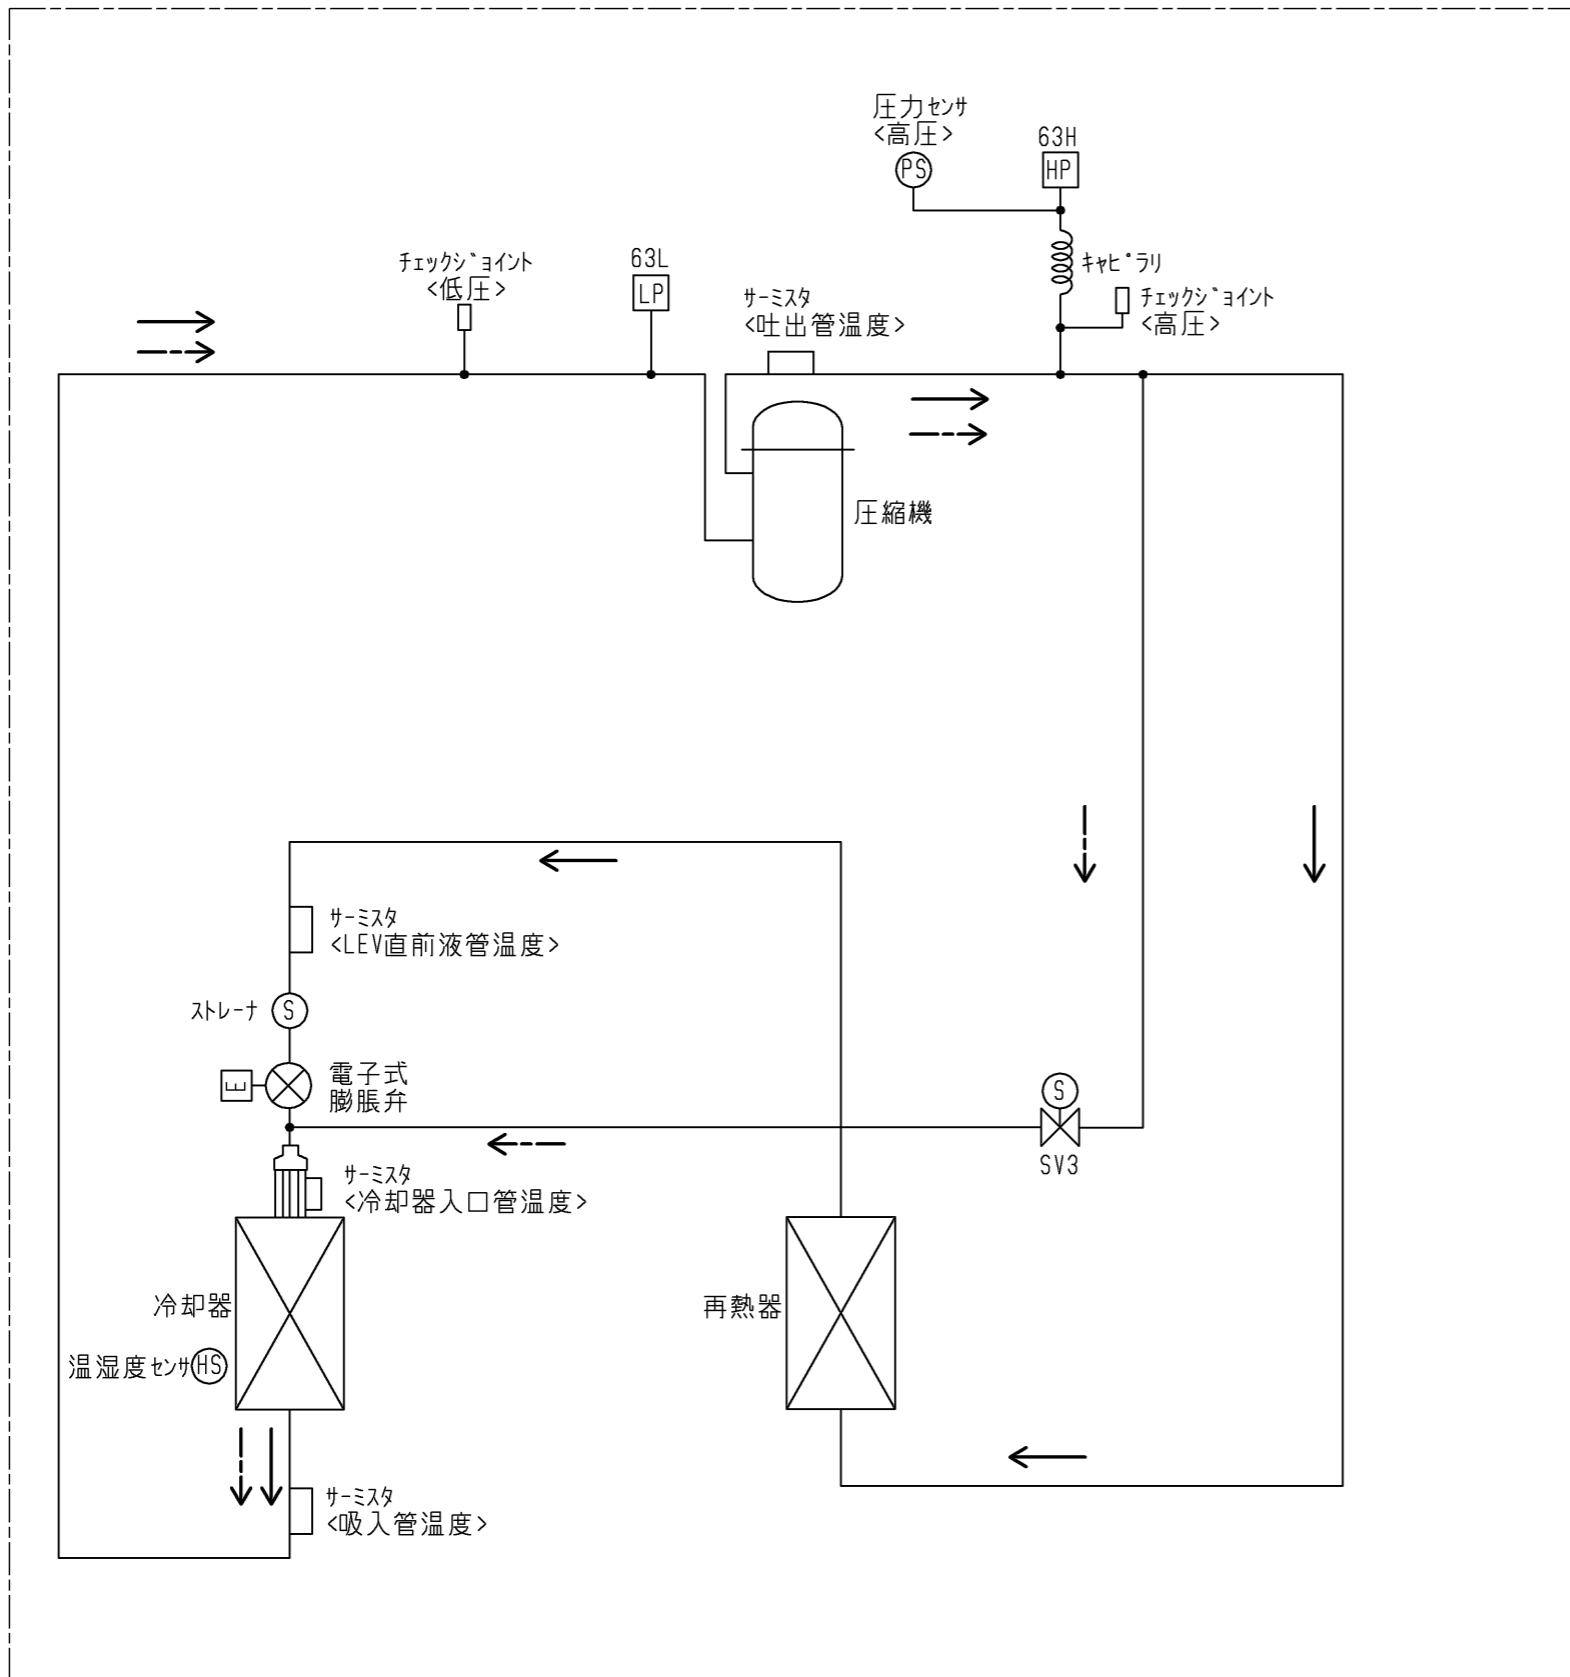 圧力センサ
<高圧>
PS
63H
HP
チェックジョイント
<低圧>
63L
LP
サーミスタ
<吐出管温度>
キャピラリ
チェックジョイント
<高圧>
圧縮機
サーミスタ
<LEV直前液管温度>
ストレーナ
S
E
電子式
膨脹弁
S
SV3
サーミスタ
<冷却器入口管温度>
冷却器
再熱器
温湿度センサ
HS
サーミスタ
<吸入管温度>